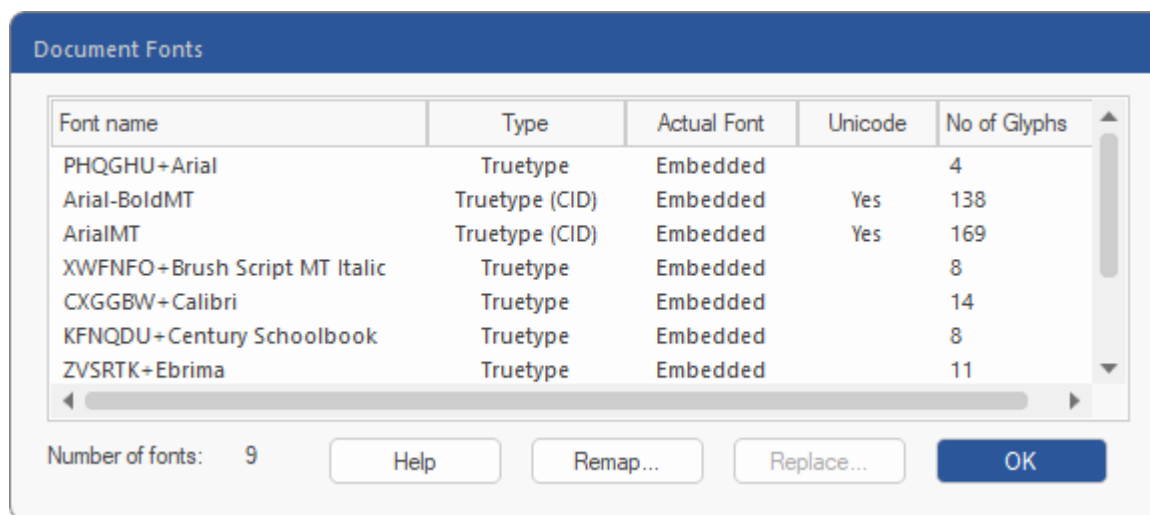 Document Fonts
Font name Type Actual Font Unicode No of Glyphs
PHQGHU+Arial Truetype Embedded 4
Arial-BoldMT Truetype (CID) Embedded Yes 138
ArialMT Truetype (CID) Embedded Yes 169
XWFNFO+Brush Script MT Italic Truetype Embedded 8
CXGGBW+Calibri Truetype Embedded 14
KFNQDU+Century Schoolbook Truetype Embedded 8
ZVSRTK+Ebrima Truetype Embedded 11
Number of fonts: 9 Help Remap... Replace... OK